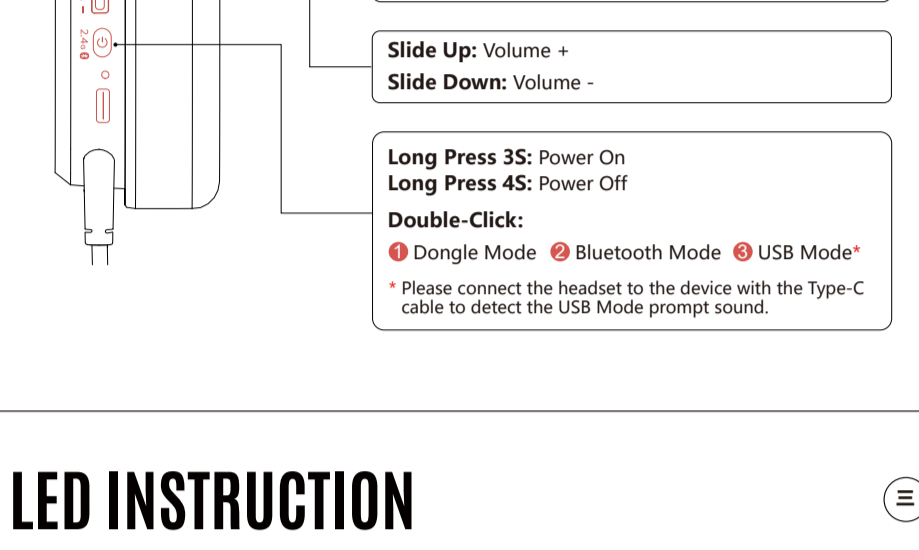 2.4G
Slide Up: Volume +
Slide Down: Volume -
Long Press 3S: Power On
Long Press 4S: Power Off
Double-Click:
1 Dongle Mode 2 Bluetooth Mode 3 USB Mode*
* Please connect the headset to the device with the Type-C
cable to detect the USB Mode prompt sound.
LED INSTRUCTION